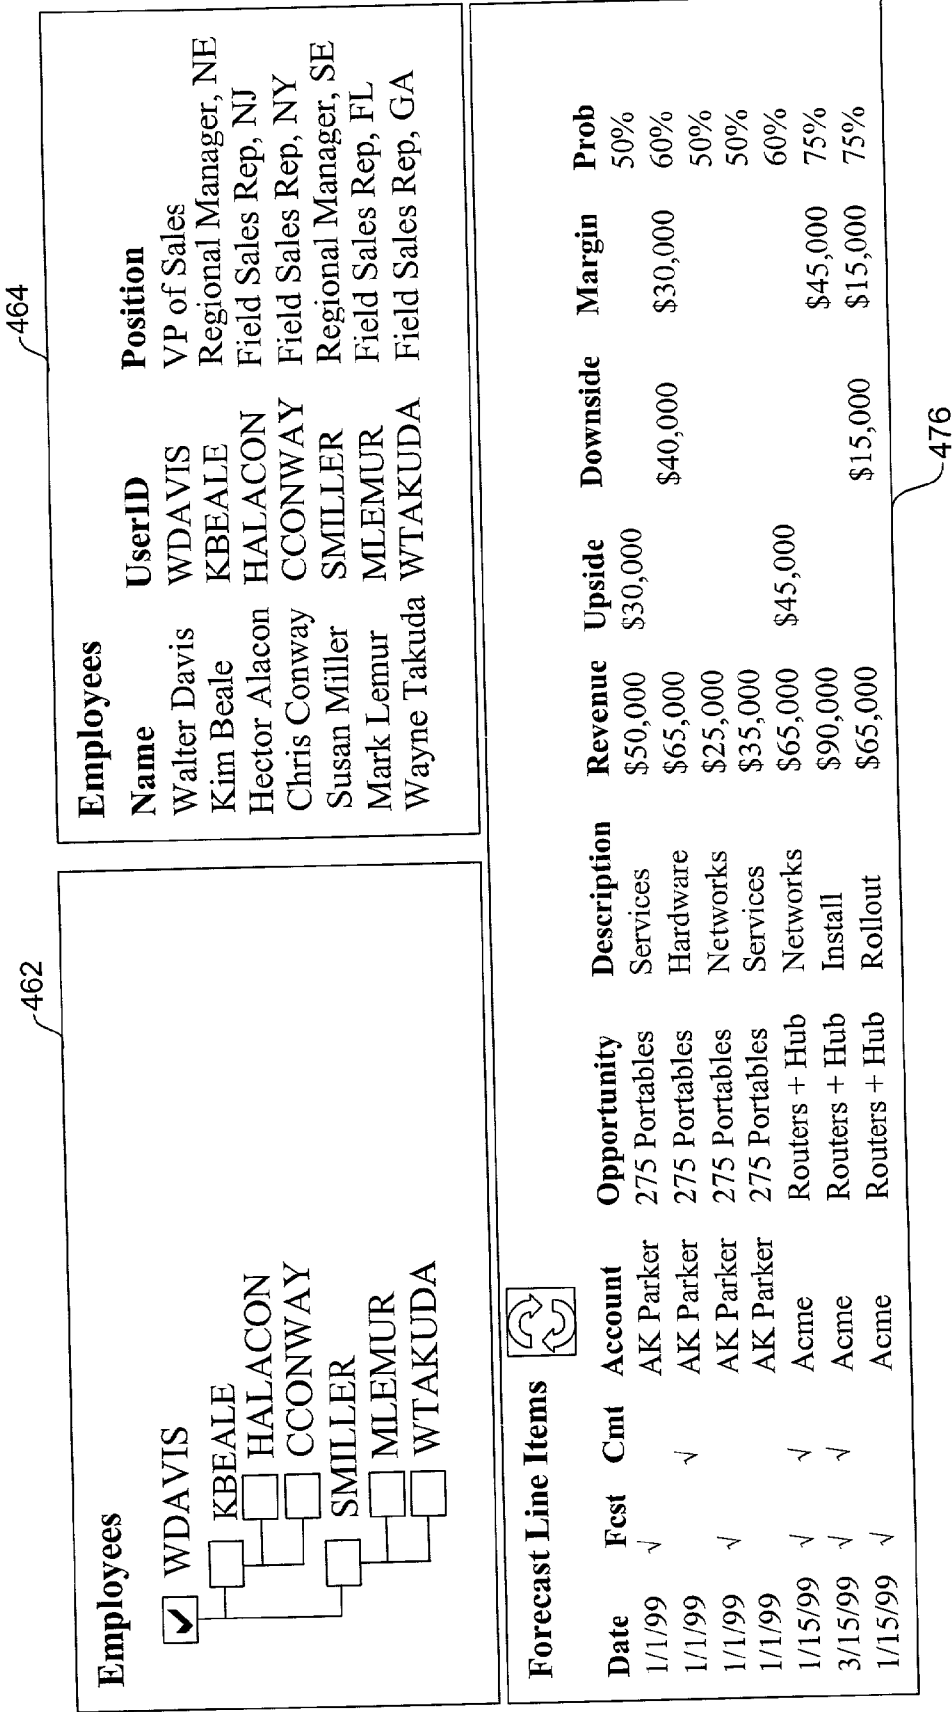 462
Employees
WDAVIS
KBEALE
HALACON
CCONWAY
SMILLER
MLEMUR
WTAKUDA
464
Employees
Name UserID Position
Walter Davis WDAVIS VP of Sales
Kim Beale KBEALE Regional Manager, NE
Hector Alacon HALACON Field Sales Rep, NJ
Chris Conway CCONWAY Field Sales Rep, NY
Susan Miller SMILLER Regional Manager, SE
Mark Lemur MLEMUR Field Sales Rep, FL
Wayne Takuda WTAKUDA Field Sales Rep, GA
Forecast Line Items
Date Fcst Cmt Account Opportunity Description Revenue Upside Downside Margin Prob
1/1/99 √ AK Parker 275 Portables Services $50,000 $30,000 50%
1/1/99 √ AK Parker 275 Portables Hardware $65,000 $40,000 $30,000 60%
1/1/99 √ AK Parker 275 Portables Networks $25,000 50%
1/1/99 AK Parker 275 Portables Services $35,000 50%
1/15/99 √ √ Acme Routers + Hub Networks $65,000 $45,000 60%
3/15/99 √ √ Acme Routers + Hub Install $90,000 $45,000 75%
1/15/99 √ Acme Routers + Hub Rollout $65,000 $15,000 $15,000 75%
476